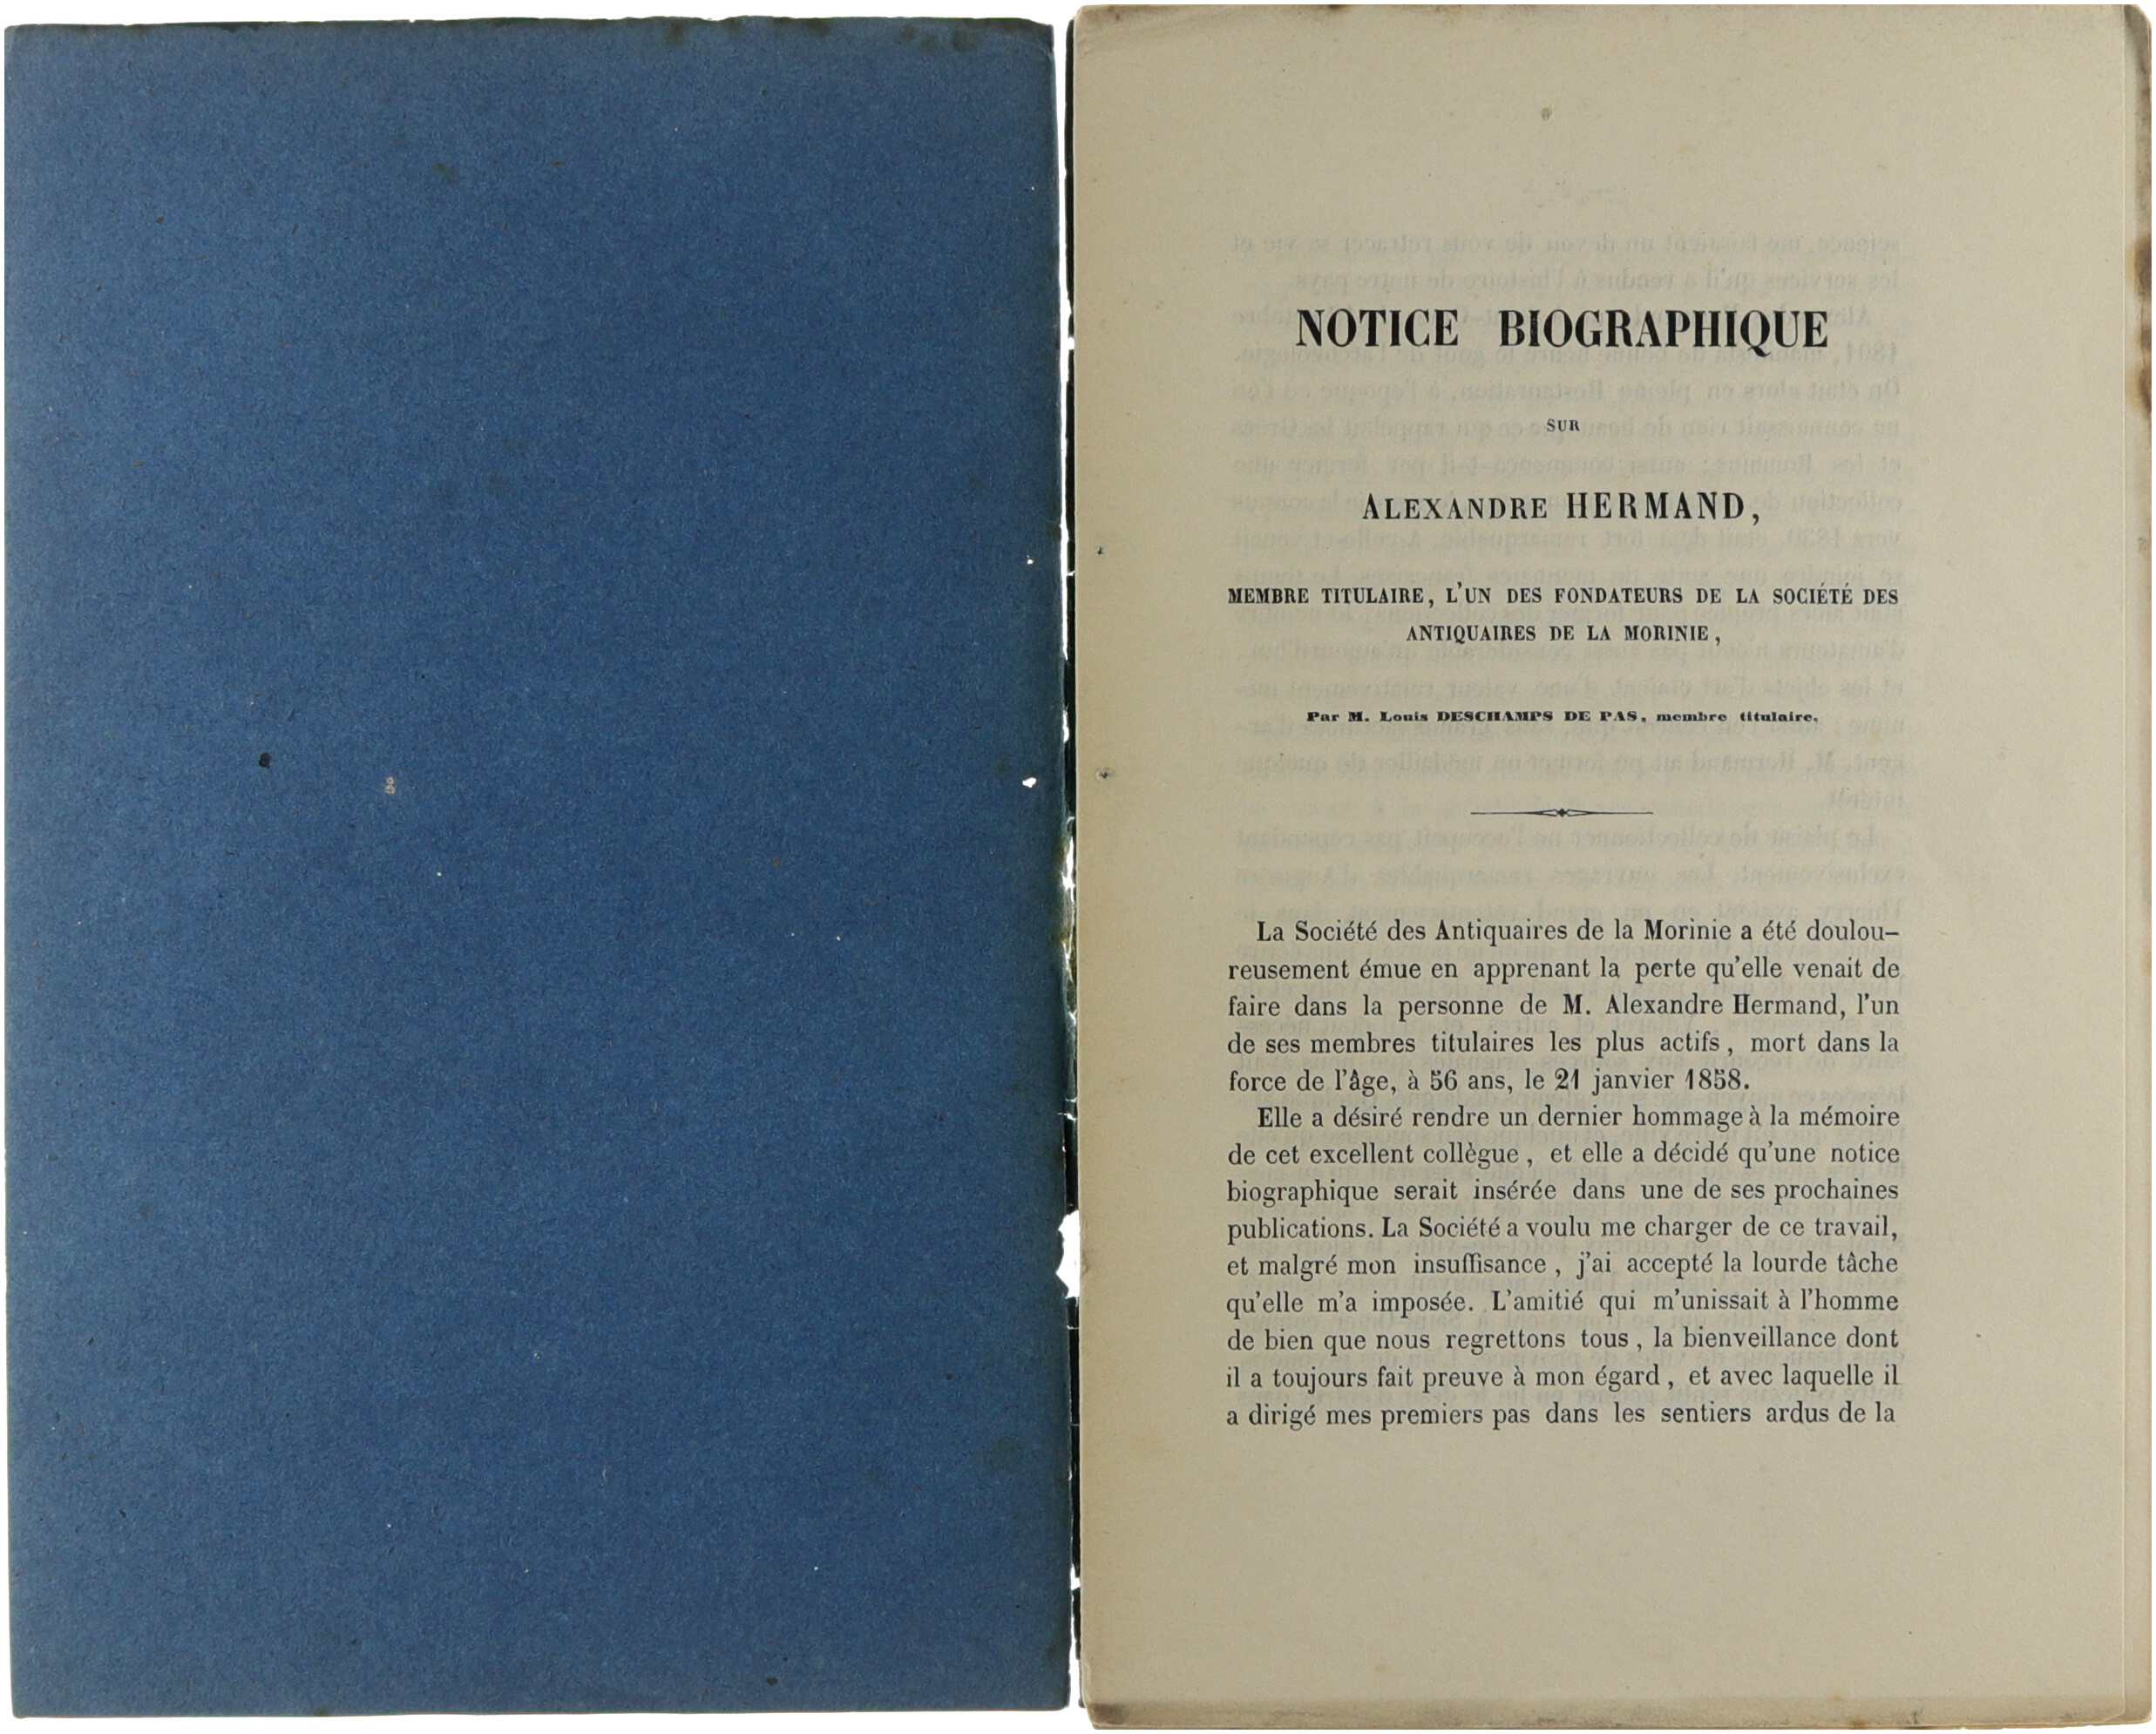 NOTICE BIOGRAPHIQUE
SUR
ALEXANDRE HERMAND,
MEMBRE TITULAIRE, L'UN DES FONDATEURS DE LA SOCIÉTÉ DES
ANTIQUAIRES DE LA MORINIE,
Par M. Louis DESCHAMPS DE PAS, membre titulaire.
La Société des Antiquaires de la Morinie a été doulou-
reusement émue en apprenant la perte qu'elle venait de
faire dans la personne de M. Alexandre Hermand, l'un
de ses membres titulaires les plus actifs, mort dans la
force de l'âge, à 56 ans, le 21 janvier 1858.
Elle a désiré rendre un dernier hommage à la mémoire
de cet excellent collègue, et elle a décidé qu'une notice
biographique serait insérée dans une de ses prochaines
publications. La Société a voulu me charger de ce travail,
et malgré mon insuffisance, j'ai accepté la lourde tâche
qu'elle m'a imposée. L'amitié qui m'unissait à l'homme
de bien que nous regrettons tous, la bienveillance dont
il a toujours fait preuve à mon égard, et avec laquelle il
a dirigé mes premiers pas dans les sentiers ardus de la